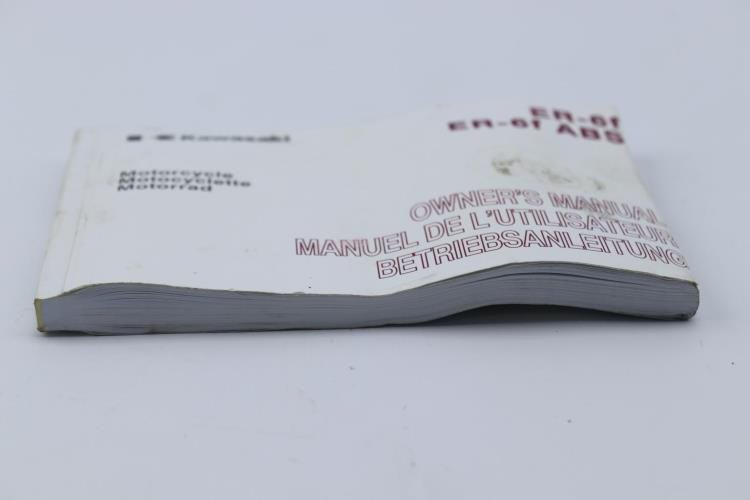 Kawasaki
ER-6f
ER-6f ABS
Motorcycle
Motocyclette
Motorrad
OWNER'S MANUAL
MANUEL DE L'UTILISATEUR
BETRIEBSANLEITUNG